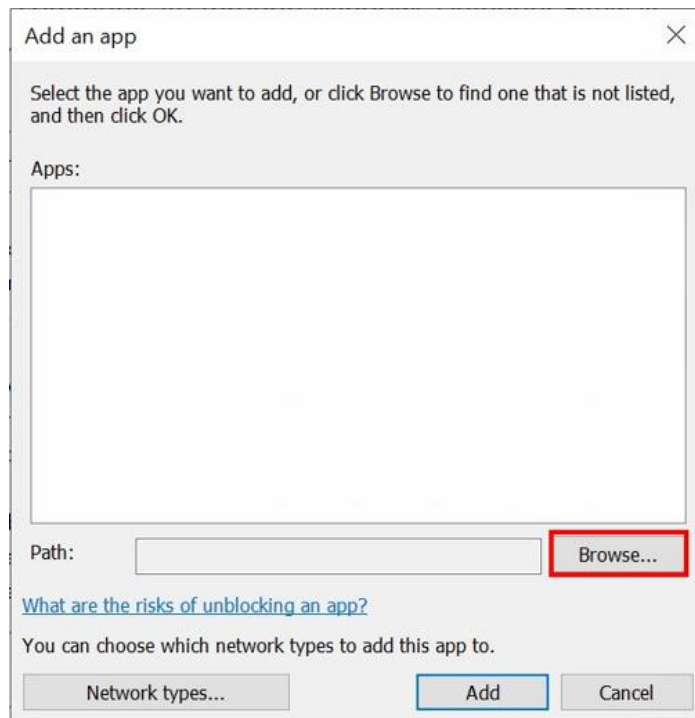 Add an app
Select the app you want to add, or click Browse to find one that is not listed,
and then click OK.
Apps:
Path:
Browse...
What are the risks of unblocking an app?
You can choose which network types to add this app to.
Network types...
Add
Cancel